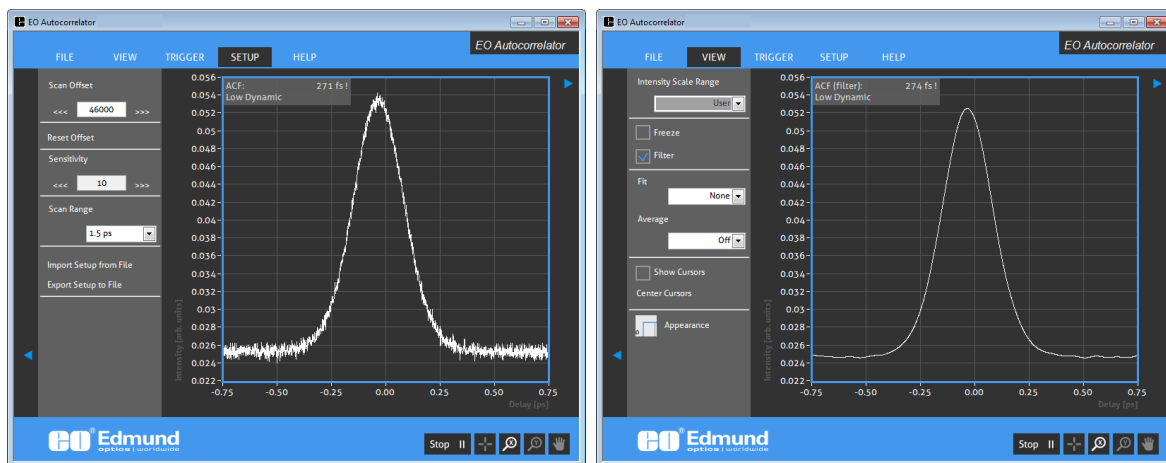 EO Autocorrelator
EO Autocorrelator
FILE VIEW TRIGGER SETUP HELP
Scan Offset
<<< 46000 >>>
Reset Offset
Sensitivity
<<< 10 >>>
Scan Range
1.5 ps
Import Setup from File
Export Setup to File
ACF: 271 fs !
Low Dynamic
0.056
0.054
0.052
0.05
0.048
0.046
0.044
0.042
0.04
0.038
0.036
0.034
0.032
0.03
0.028
0.026
0.024
0.022
Intensity [arb. units]
-0.75 -0.50 -0.25 0.00 0.25 0.50 0.75
Delay [ps]
EO® Edmund
optics | worldwide
Stop
EO Autocorrelator
EO Autocorrelator
FILE VIEW TRIGGER SETUP HELP
Intensity Scale Range
User
Freeze
Filter
Fit
None
Average
Off
Show Cursors
Center Cursors
Appearance
ACF (filter): 274 fs !
Low Dynamic
0.056
0.054
0.052
0.05
0.048
0.046
0.044
0.042
0.04
0.038
0.036
0.034
0.032
0.03
0.028
0.026
0.024
0.022
Intensity [arb. units]
-0.75 -0.50 -0.25 0.00 0.25 0.50 0.75
Delay [ps]
EO® Edmund
optics | worldwide
Stop